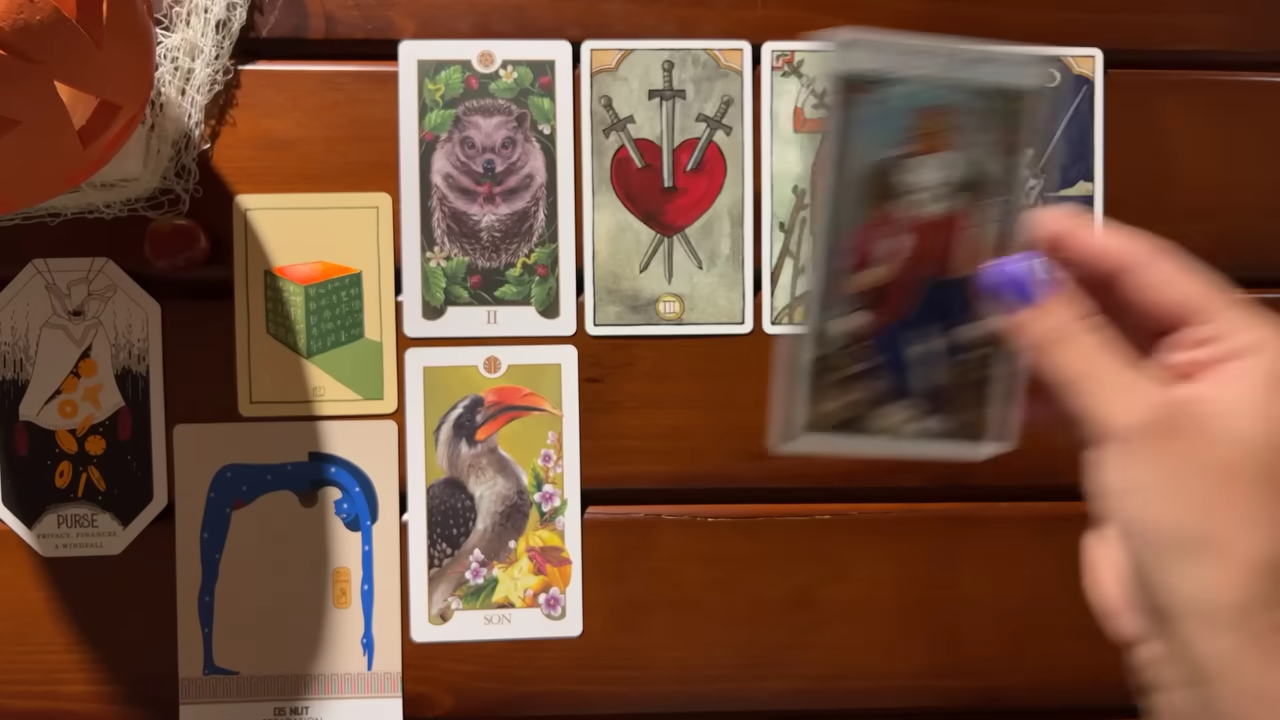 II
III
PURSE
PRIVACY, FINANCES,
A WINDFALL
SON
05 NUT